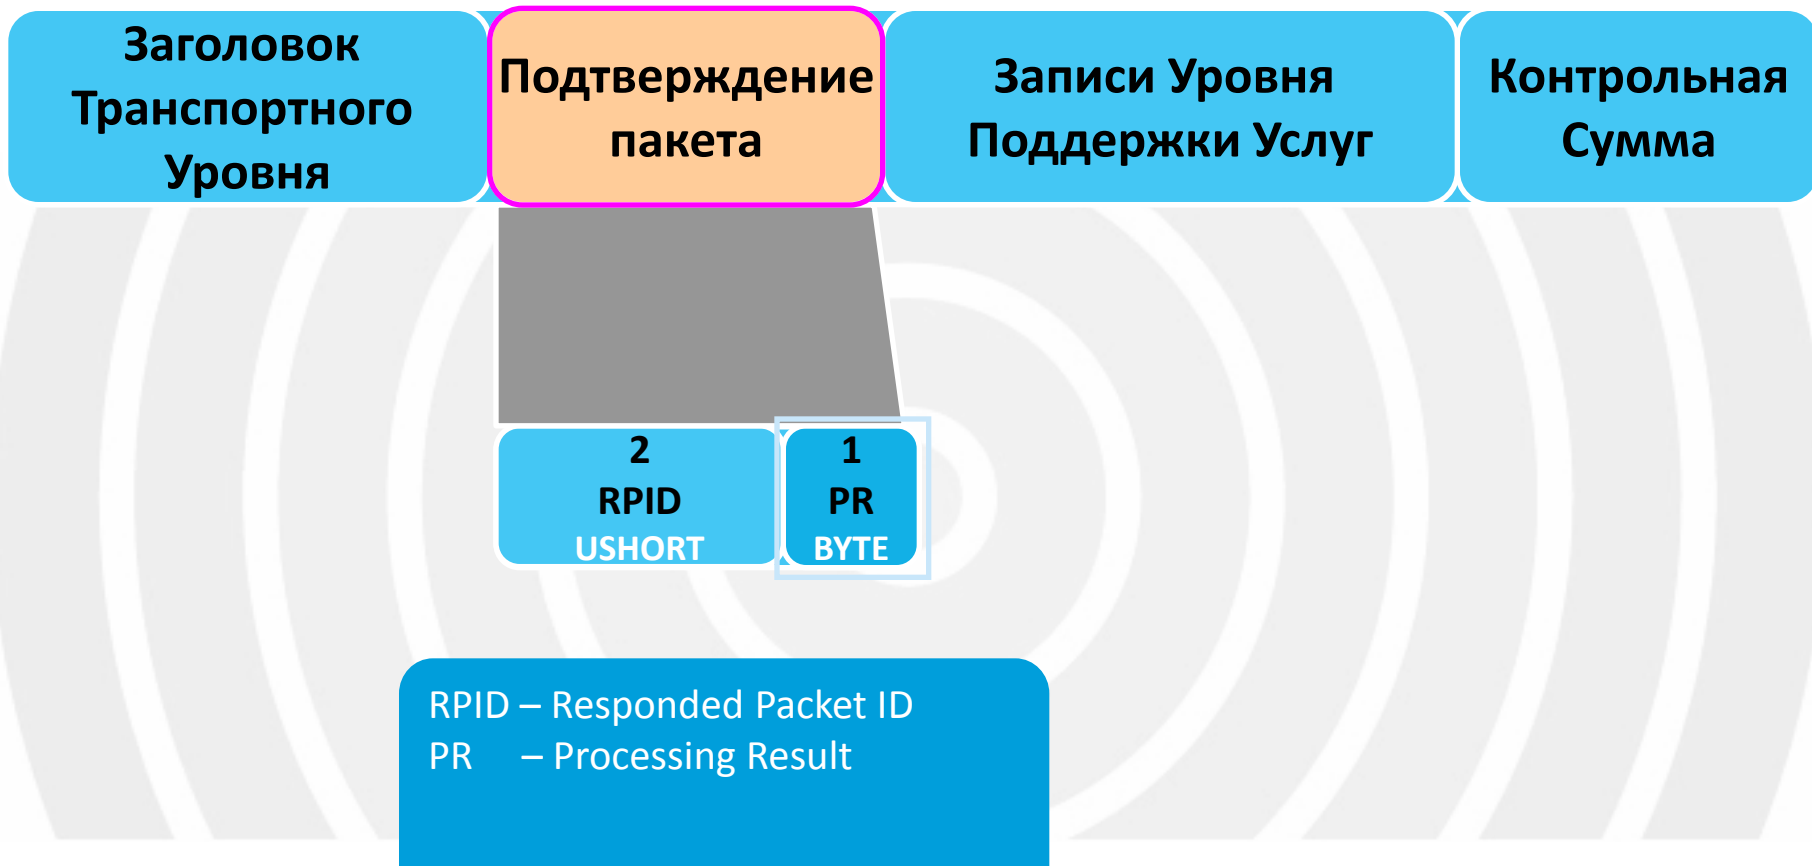 Заголовок
Транспортного
Уровня
Подтверждение
пакета
Записи Уровня
Поддержки Услуг
Контрольная
Сумма
2
RPID
USHORT
1
PR
BYTE
RPID – Responded Packet ID
PR – Processing Result